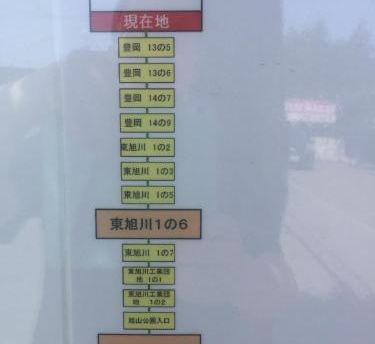 現在地
豊岡 13の5
豊岡 13の6
豊岡 14の7
豊岡 14の9
東旭川 1の2
東旭川 1の3
東旭川 1の5
東旭川1の6
東旭川 1の7
東旭川工業団
地 1の1
東旭川工業団
地 1の2
旭山公園入口